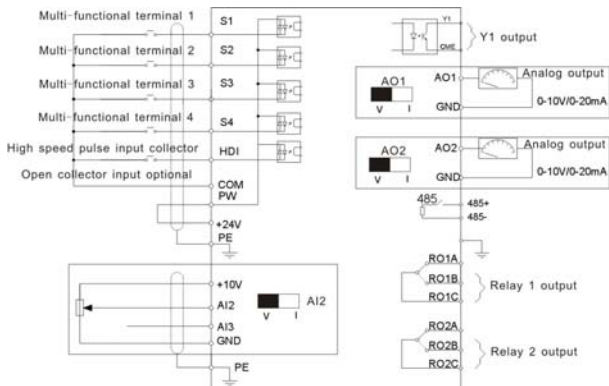 Multi-functional terminal 1
S1
Multi-functional terminal 2
S2
Multi-functional terminal 3
S3
Multi-functional terminal 4
S4
High speed pulse input collector
HDI
Open collector input optional
COM
PW
+24V
PE
+10V
AI2
AI3
GND
V I
AI2
PE
Y1
CME
Y1 output
AO1
V I
AO1
GND
Analog output
0-10V/0-20mA
AO2
V I
AO2
GND
Analog output
0-10V/0-20mA
485
485+
485-
RO1A
RO1B
RO1C
Relay 1 output
RO2A
RO2B
RO2C
Relay 2 output